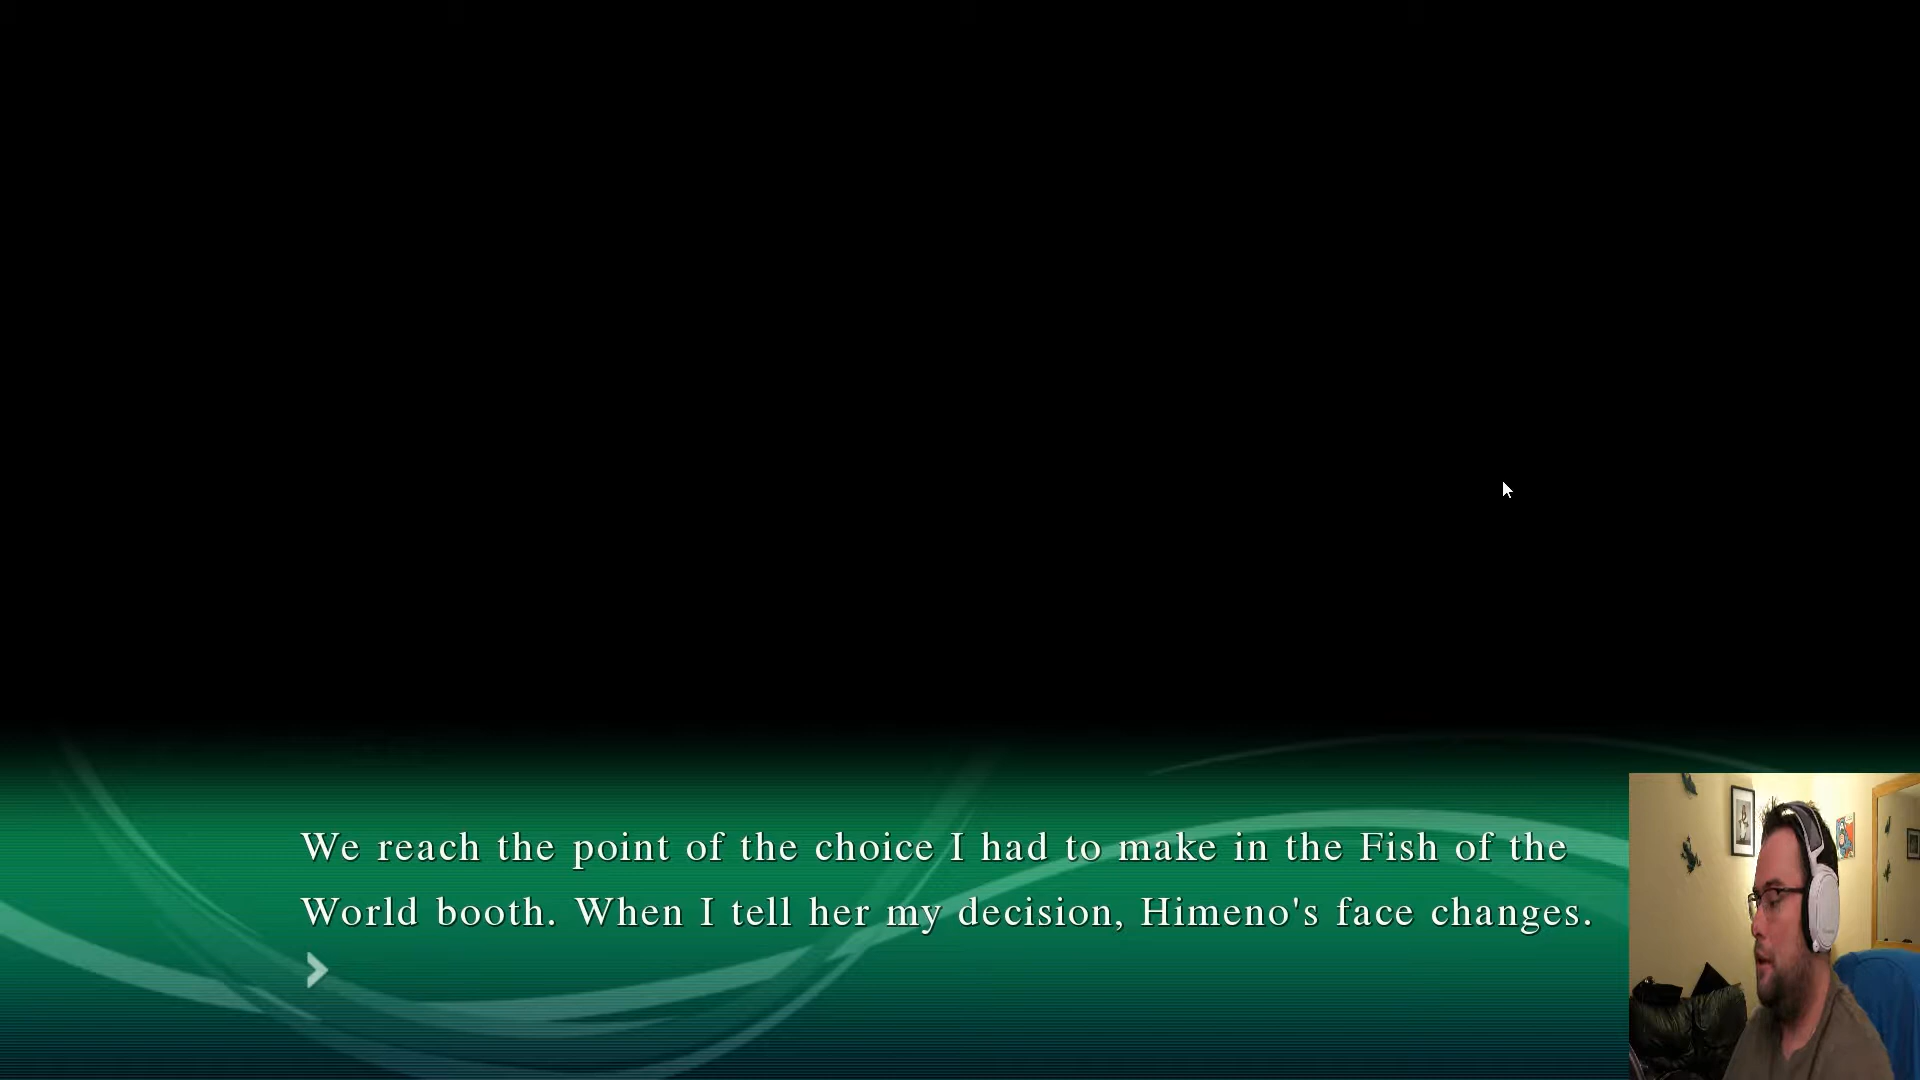 We reach the point of the choice I had to make in the Fish of the
World booth. When I tell her my decision, Himeno's face changes.